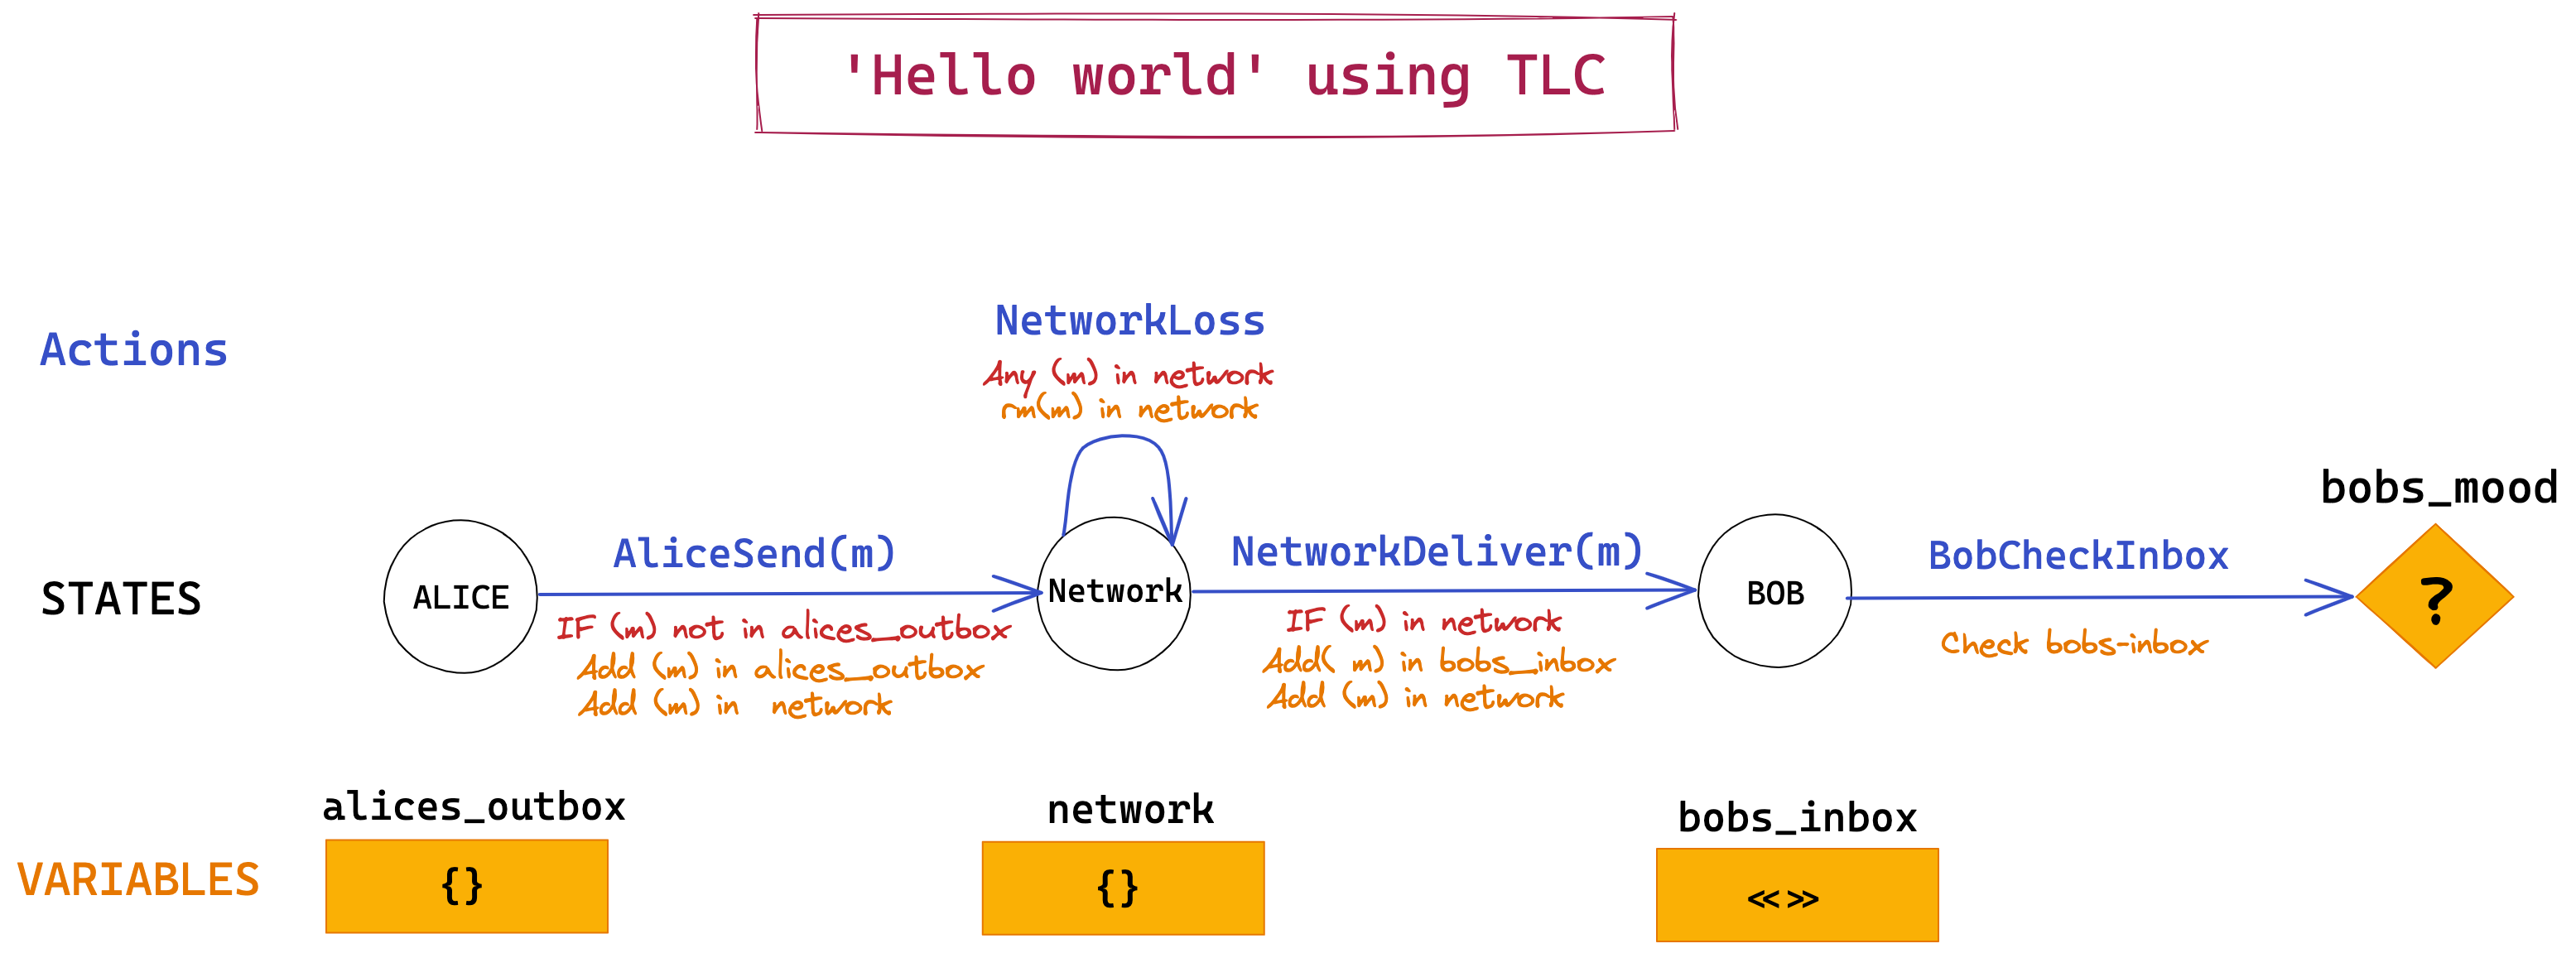 'Hello world' using TLC
Actions
NetworkLoss
Any (m) in network
rm(m) in network
STATES
ALICE
AliceSend(m)
IF (m) not in alices_outbox
Add (m) in alices_outbox
Add (m) in network
Network
NetworkDeliver(m)
IF (m) in network
Add( m) in bobs_inbox
Add (m) in network
BOB
BobCheckInbox
Check bobs-inbox
bobs_mood
?
VARIABLES
alices_outbox
{}
network
{}
bobs_inbox
<< >>